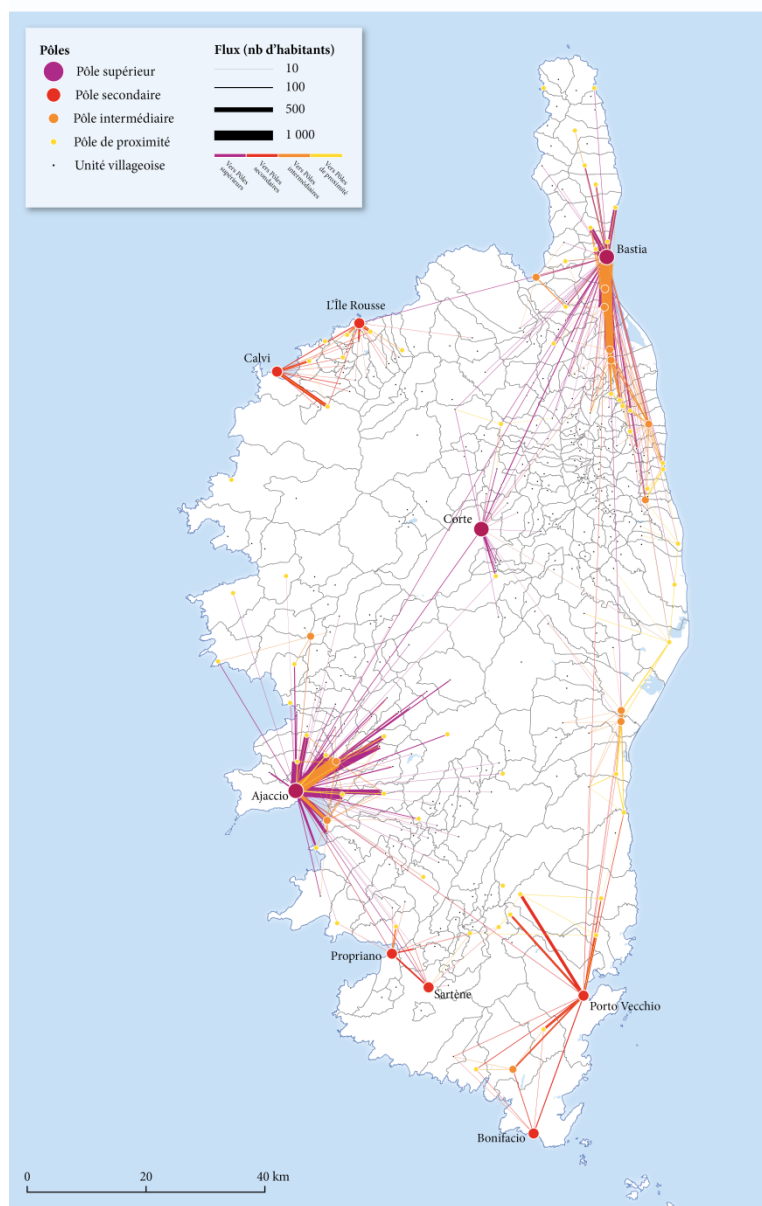 Pôles
Pôle supérieur
Pôle secondaire
Pôle intermédiaire
Pôle de proximité
Unité villageoise
Flux (nb d'habitants)
10
100
500
1 000
Vers Pôles
supérieurs
Vers Pôles
secondaires
Vers Pôles
intermédiaires
Vers Pôles
de proximité
Bastia
L'Île Rousse
Calvi
Corte
Ajaccio
Propriano
Sartène
Porto Vecchio
Bonifacio
0 20 40 km